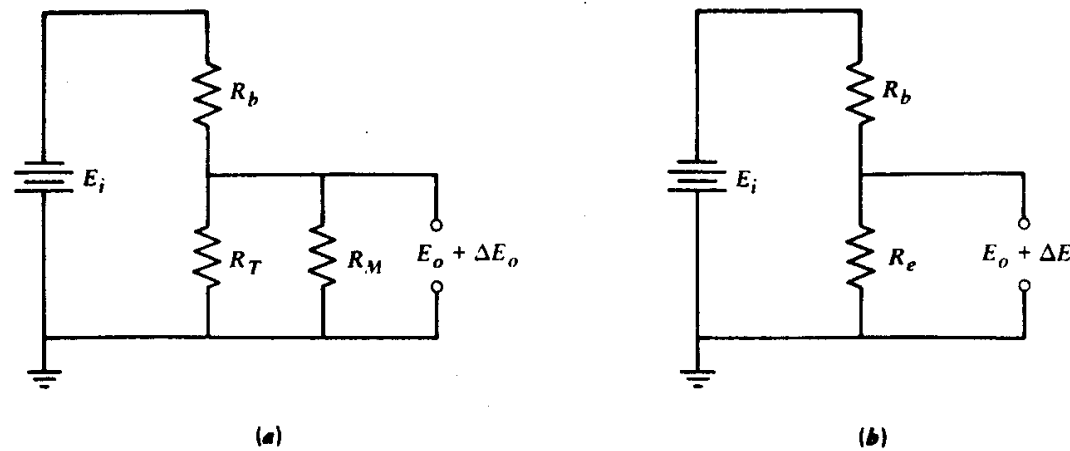 R_b
E_i
R_T
R_M
E_o + ΔE_o
(a)
R_b
E_i
R_e
E_o + ΔE
(b)